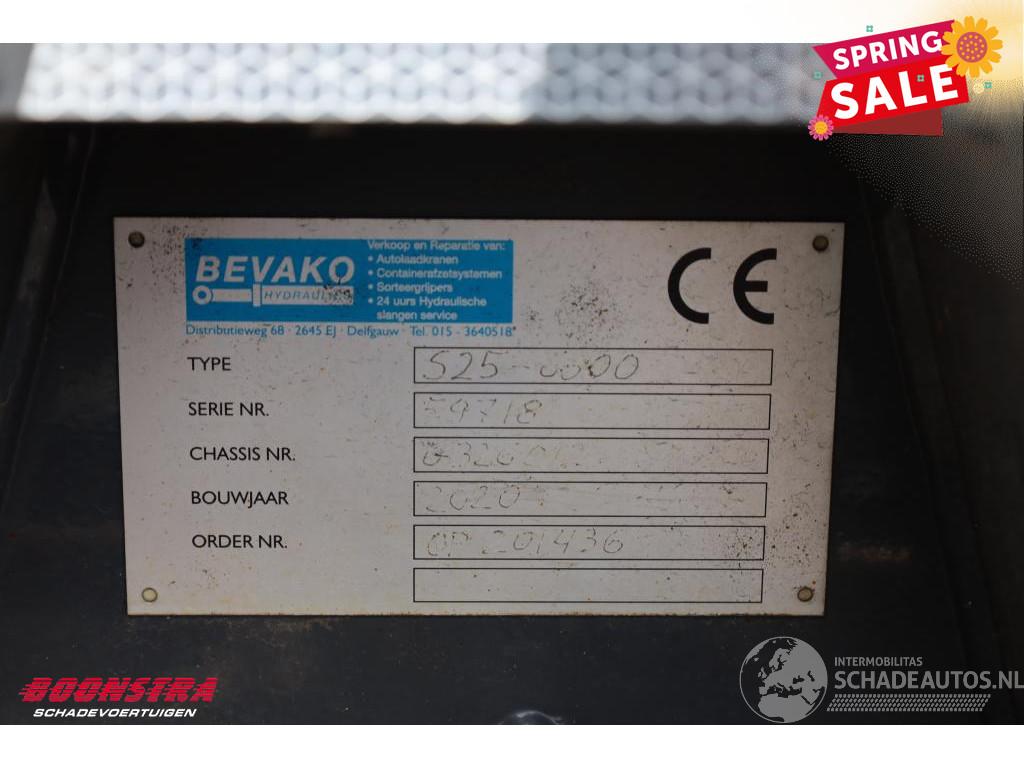 SPRING
SALE
BEVAKO
HYDRAULICS
Verkoop en Reparatie van:
• Autolaadkranen
• Containerafzetsystemen
• Sorteergrijpers
• 24 uurs Hydraulische
slangen service
Distributieweg 68 · 2645 EJ · Delfgauw · Tel. 015 - 3640518*
CE
TYPE
SERIE NR. 59718
CHASSIS NR.
BOUWJAAR 2020
ORDER NR. OP 201436
BOONSTRA
SCHADEVOERTUIGEN
INTERMOBILITAS
SCHADEAUTOS.NL